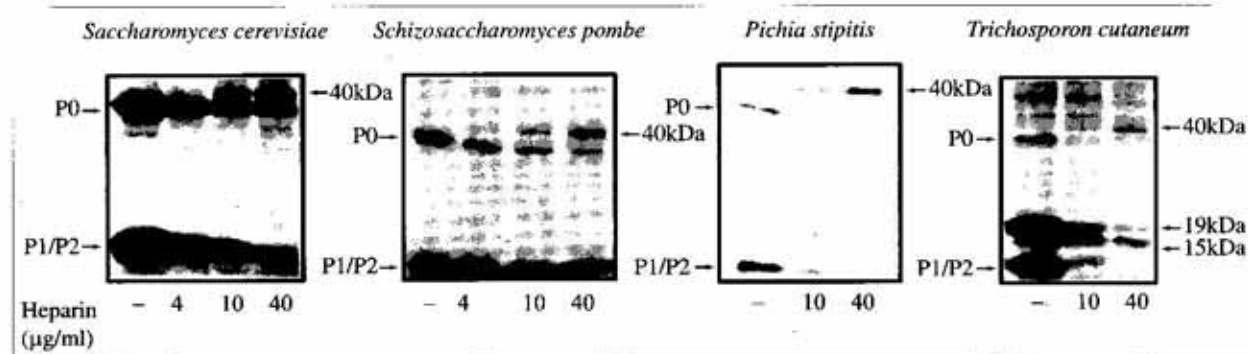 Saccharomyces cerevisiae Schizosaccharomyces pombe Pichia stipitis Trichosporon cutaneum
P0→ ←40kDa P0→ ←40kDa P0→ ←40kDa P0→ ←40kDa
P1/P2→ P1/P2→ P1/P2→ ←19kDa
←15kDa
P1/P2→
Heparin – 4 10 40 – 4 10 40 – 10 40 – 10 40
(µg/ml)